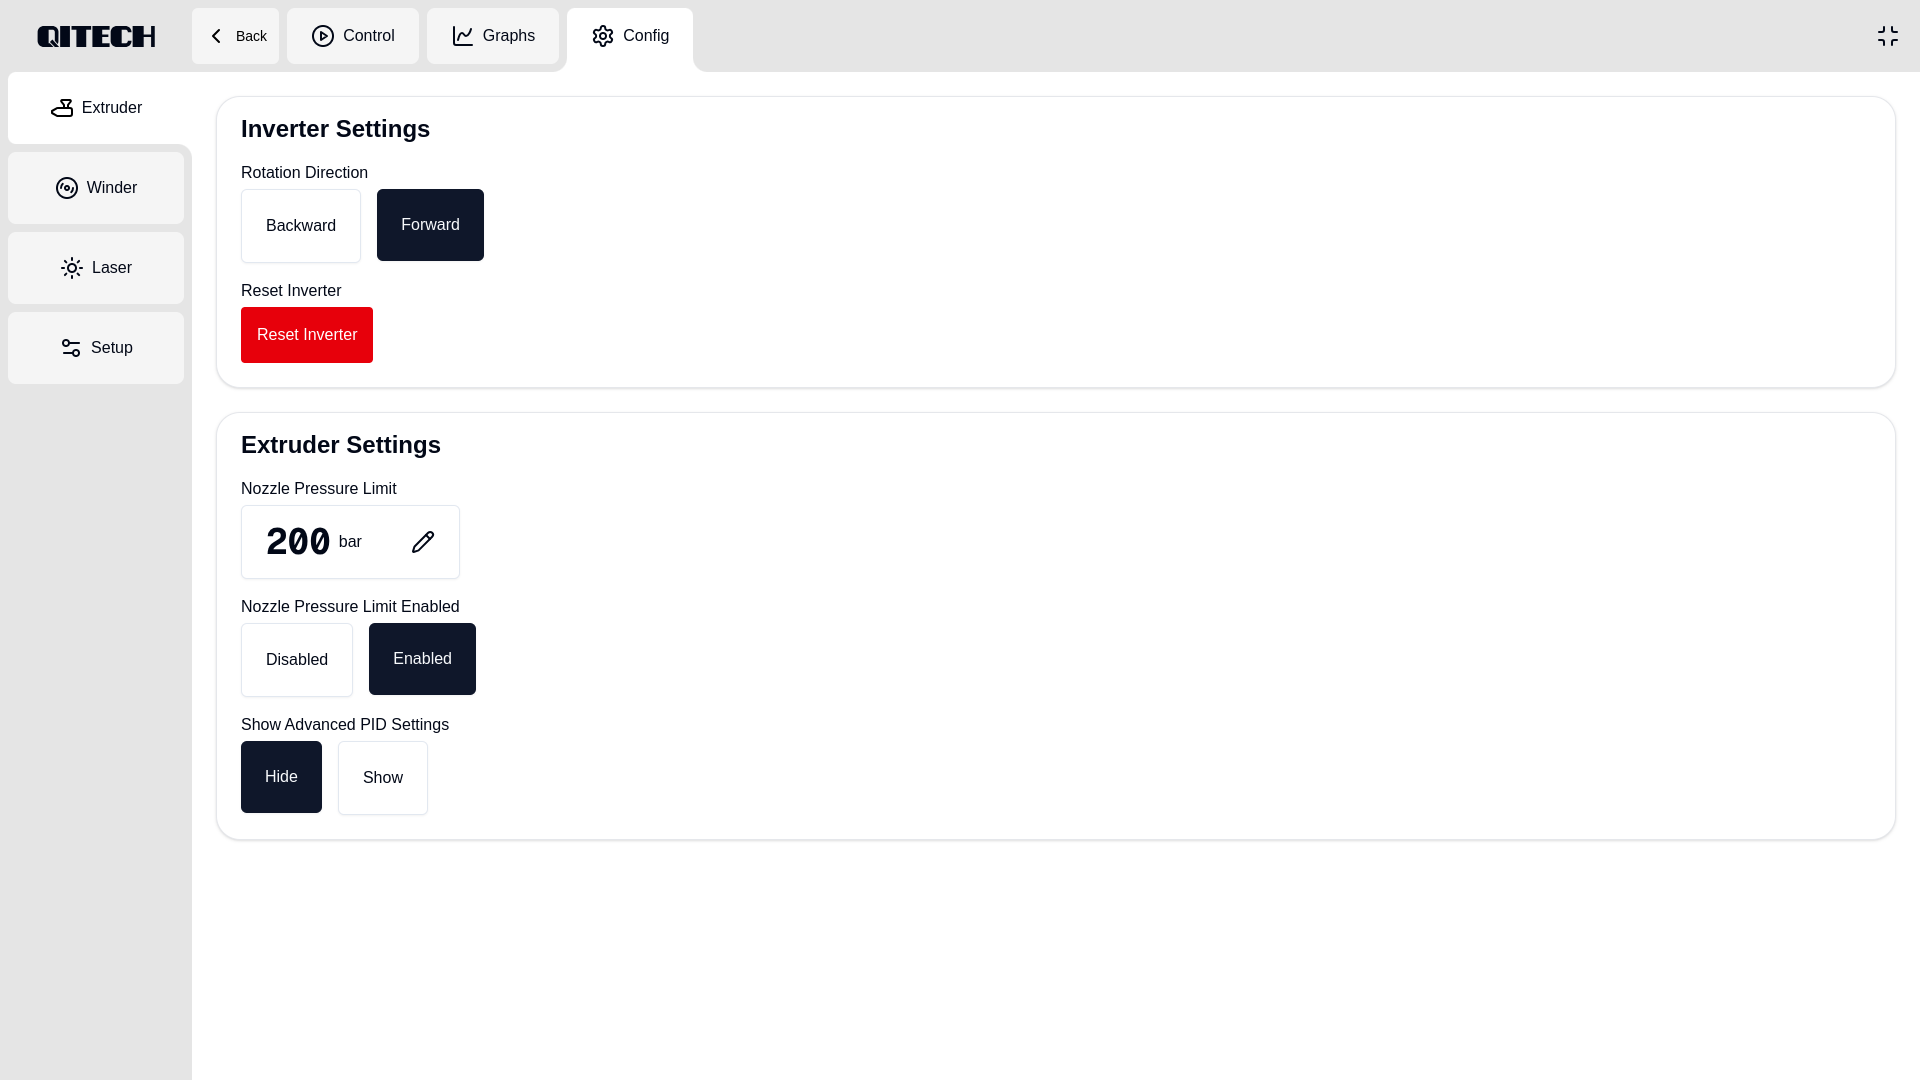 QITECH
Back
Control
Graphs
Config
Extruder
Winder
Laser
Setup
Inverter Settings
Rotation Direction
Backward
Forward
Reset Inverter
Reset Inverter
Extruder Settings
Nozzle Pressure Limit
200 bar
Nozzle Pressure Limit Enabled
Disabled
Enabled
Show Advanced PID Settings
Hide
Show